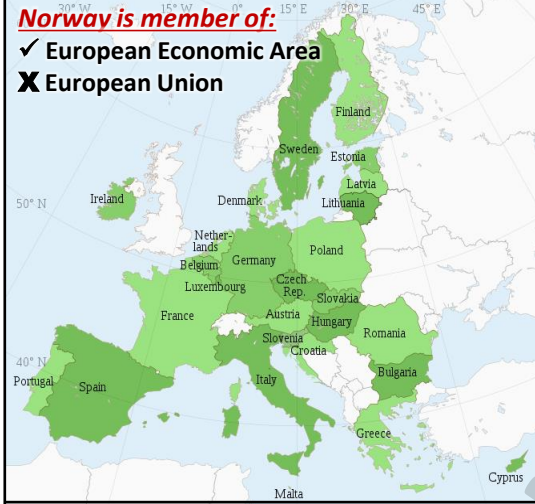 Norway is member of:
✓ European Economic Area
X European Union
30° W
15° W
0°
15° E
30° E
45° E
Finland
Sweden
Estonia
Latvia
Lithuania
Ireland
Denmark
50° N
Nether-
lands
Poland
Belgium
Germany
Luxembourg
Czech
Rep.
Slovakia
France
Austria
Hungary
Slovenia
Croatia
Romania
40° N
Portugal
Spain
Italy
Bulgaria
Greece
Cyprus
Malta